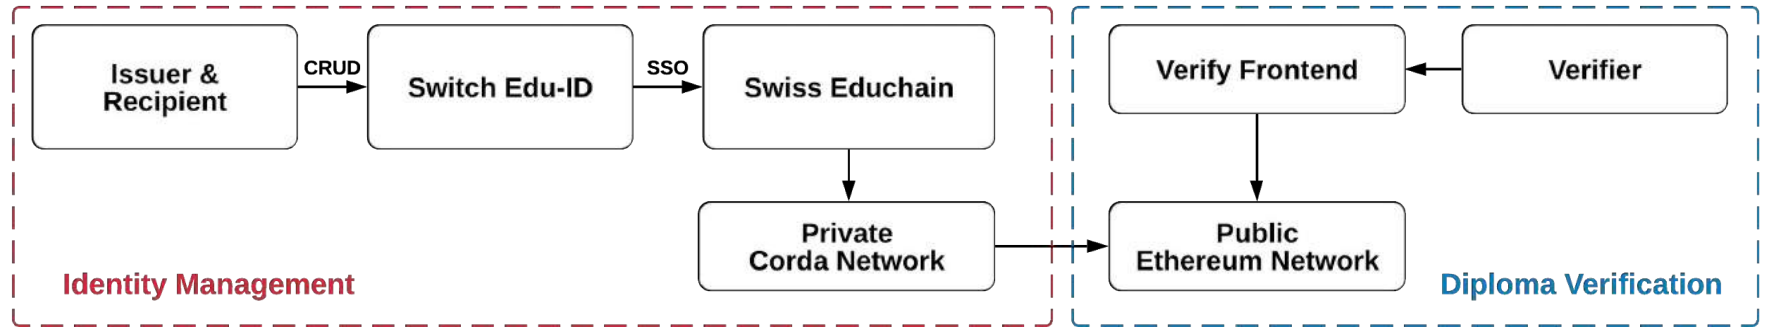 Issuer &
Recipient
CRUD
Switch Edu-ID
SSO
Swiss Educhain
Private
Corda Network
Identity Management
Verify Frontend
Verifier
Public
Ethereum Network
Diploma Verification